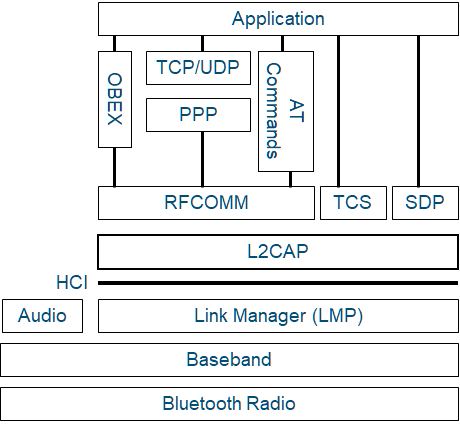 Application
OBEX
TCP/UDP
AT
Commands
PPP
RFCOMM
TCS
SDP
L2CAP
HCI
Audio
Link Manager (LMP)
Baseband
Bluetooth Radio